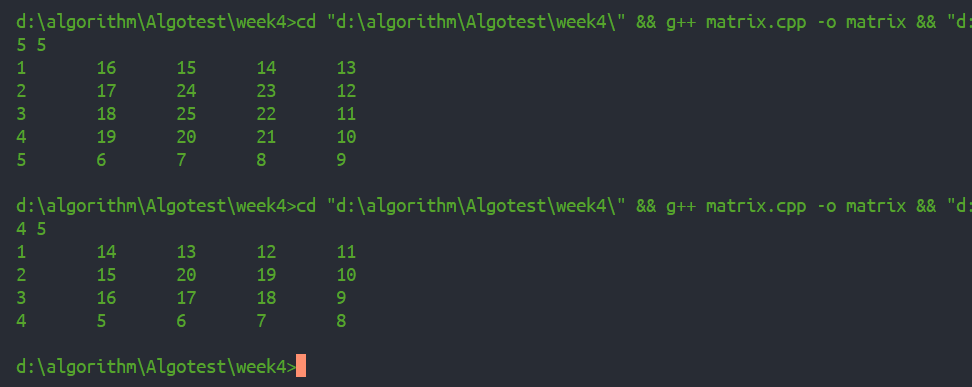 d:\algorithm\Algotest\week4>cd "d:\algorithm\Algotest\week4\" && g++ matrix.cpp -o matrix && "d:
5 5
1 16 15 14 13
2 17 24 23 12
3 18 25 22 11
4 19 20 21 10
5 6 7 8 9
d:\algorithm\Algotest\week4>cd "d:\algorithm\Algotest\week4\" && g++ matrix.cpp -o matrix && "d:
4 5
1 14 13 12 11
2 15 20 19 10
3 16 17 18 9
4 5 6 7 8
d:\algorithm\Algotest\week4>